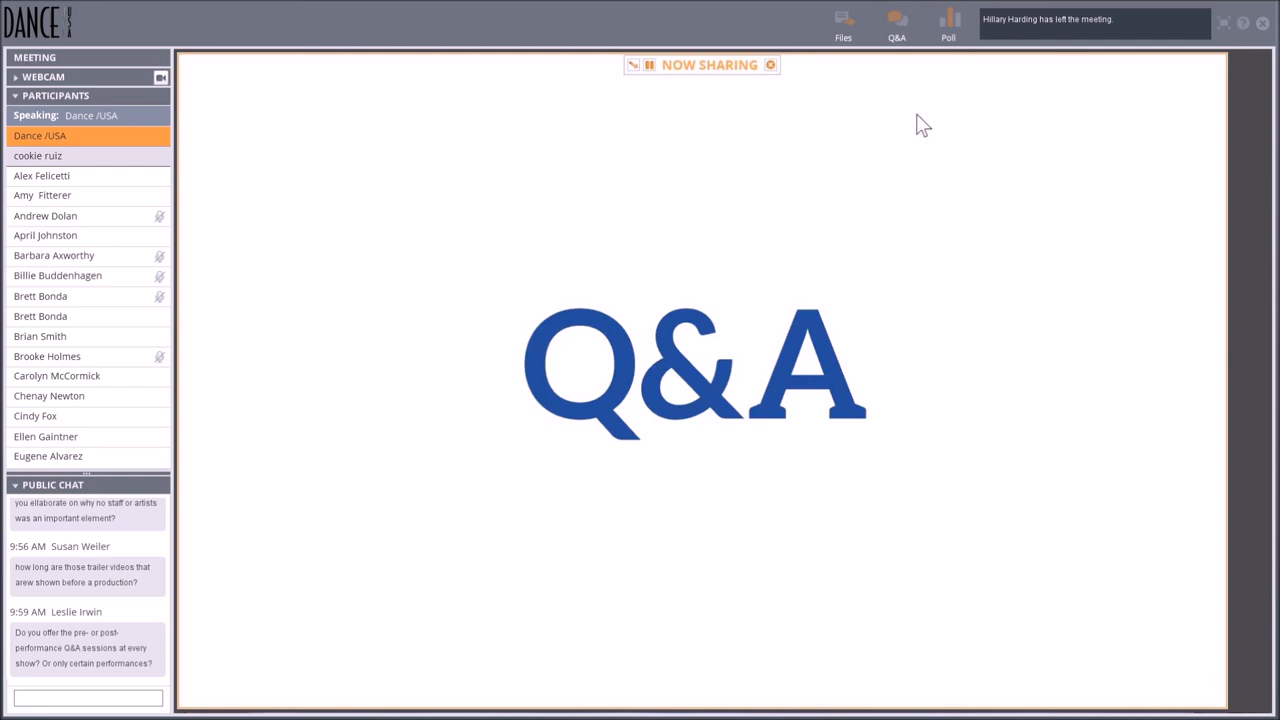 DANCE USA
Files
Q&A
Poll
Hillary Harding has left the meeting.
MEETING
WEBCAM
PARTICIPANTS
Speaking: Dance /USA
Dance /USA
cookie ruiz
Alex Felicetti
Amy Fitterer
Andrew Dolan
April Johnston
Barbara Axworthy
Billie Buddenhagen
Brett Bonda
Brett Bonda
Brian Smith
Brooke Holmes
Carolyn McCormick
Chenay Newton
Cindy Fox
Ellen Gaintner
Eugene Alvarez
PUBLIC CHAT
you ellaborate on why no staff or artists
was an important element?
9:56 AM Susan Weiler
how long are those trailer videos that
arew shown before a production?
9:59 AM Leslie Irwin
Do you offer the pre- or post-
performance Q&A sessions at every
show? Or only certain performances?
NOW SHARING
Q&A